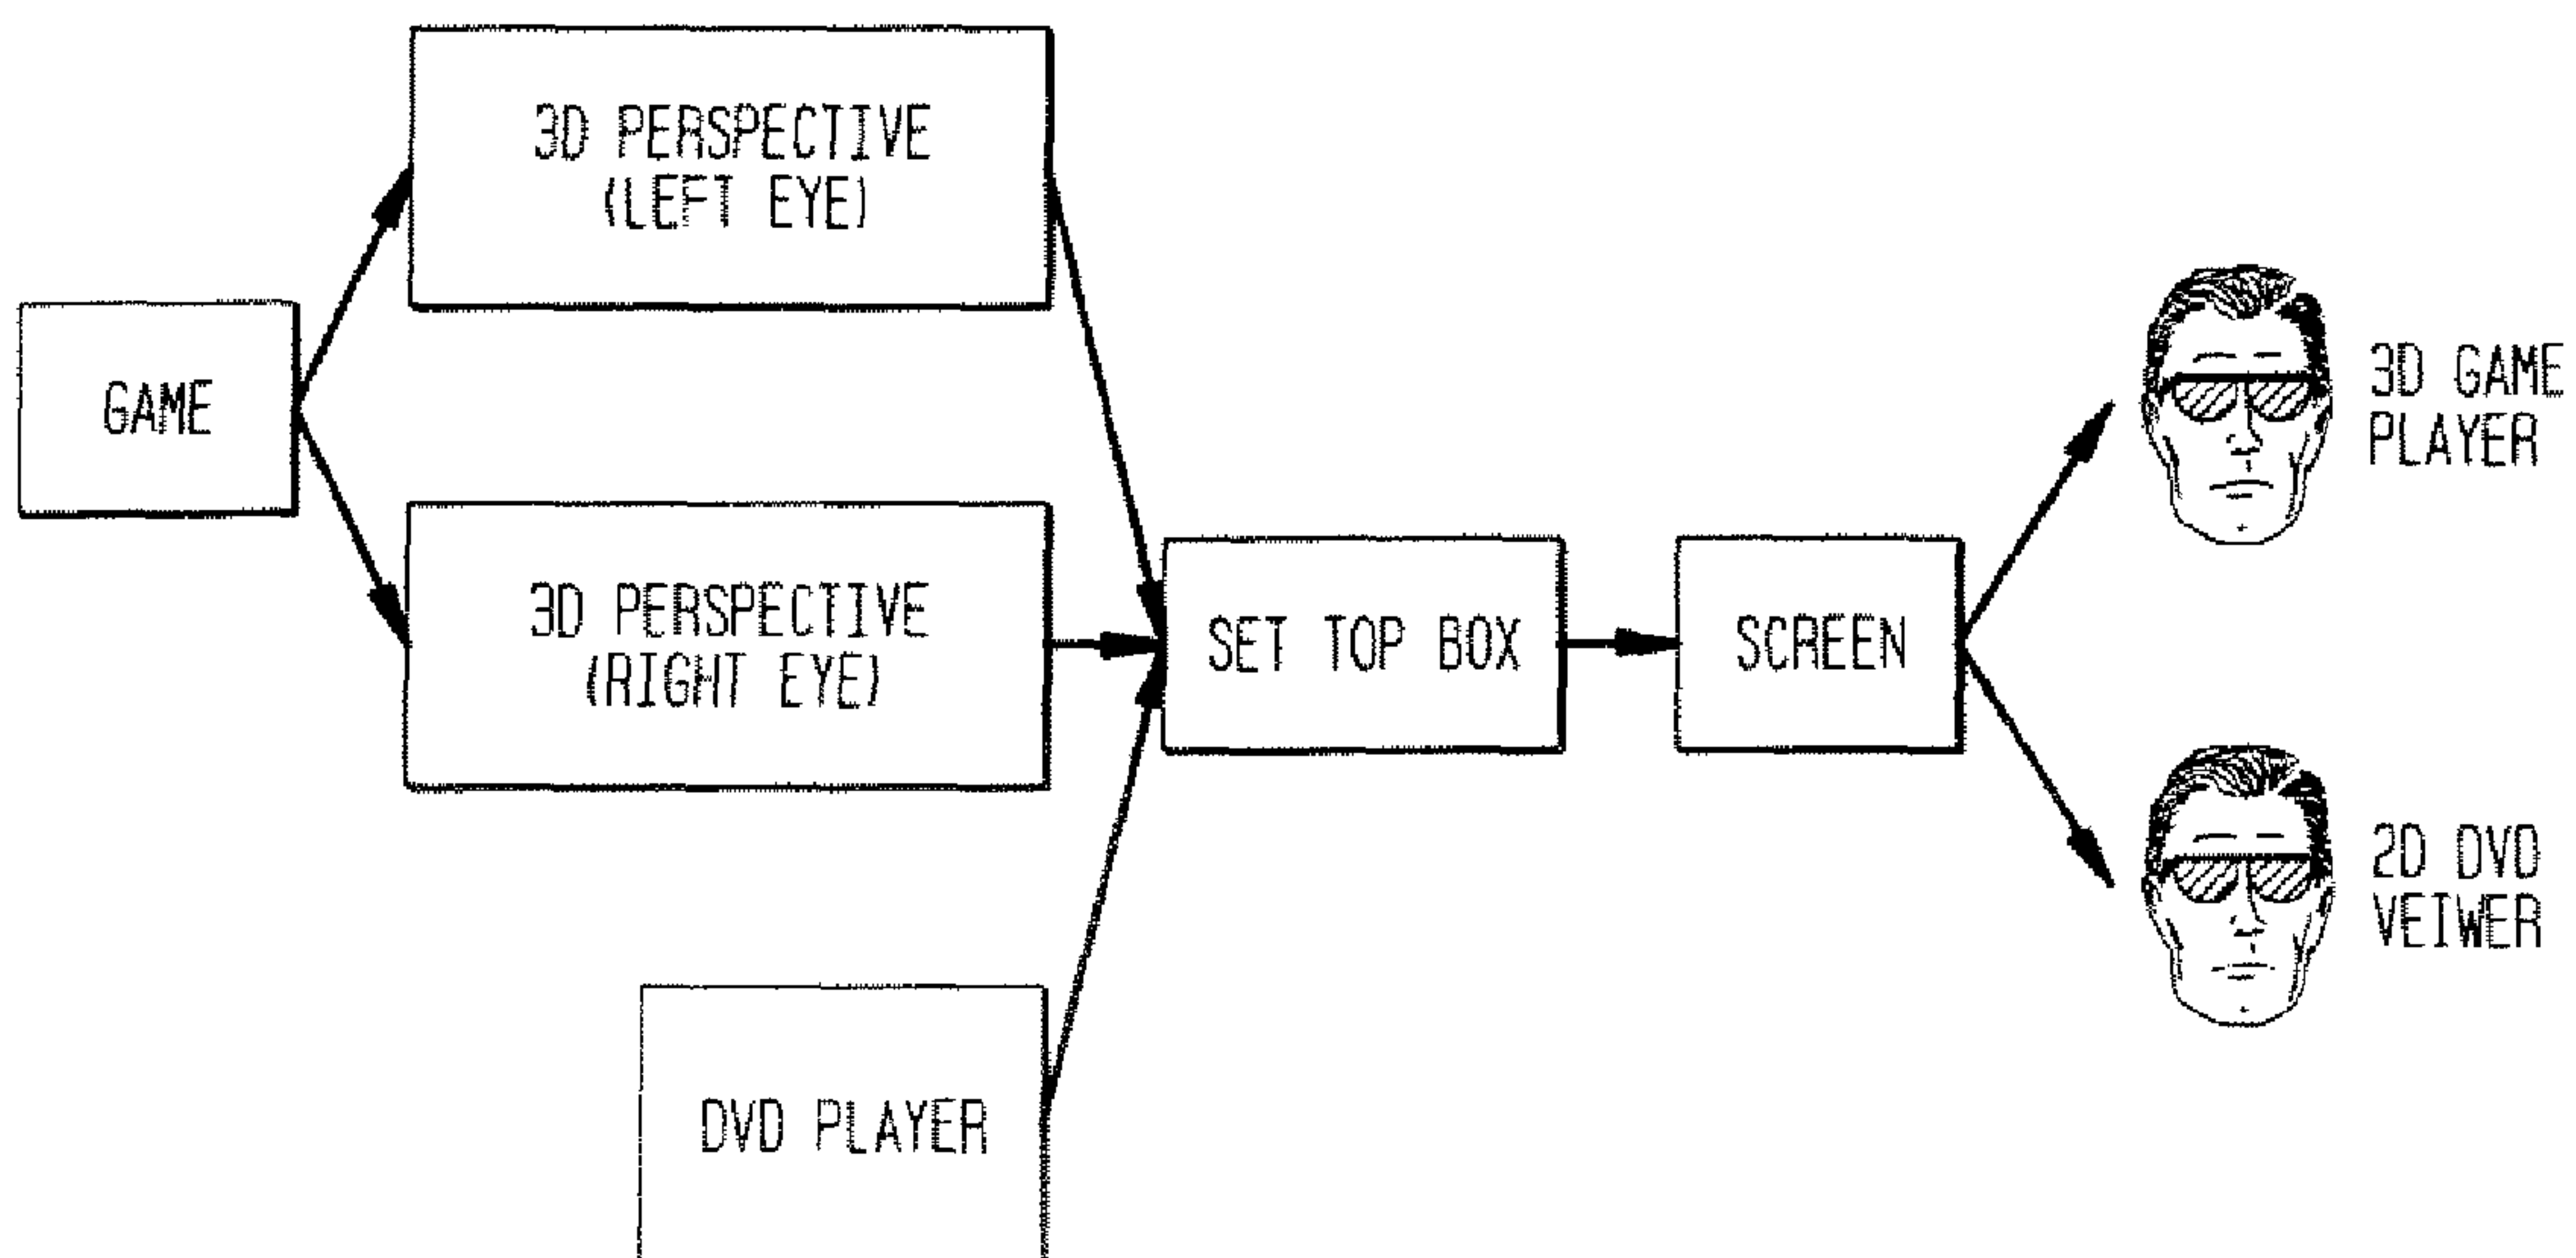 3D PERSPECTIVE
(LEFT EYE)
GAME
3D GAME
PLAYER
3D PERSPECTIVE
(RIGHT EYE)
SET TOP BOX
SCREEN
2D DVD
VEIWER
DVD PLAYER